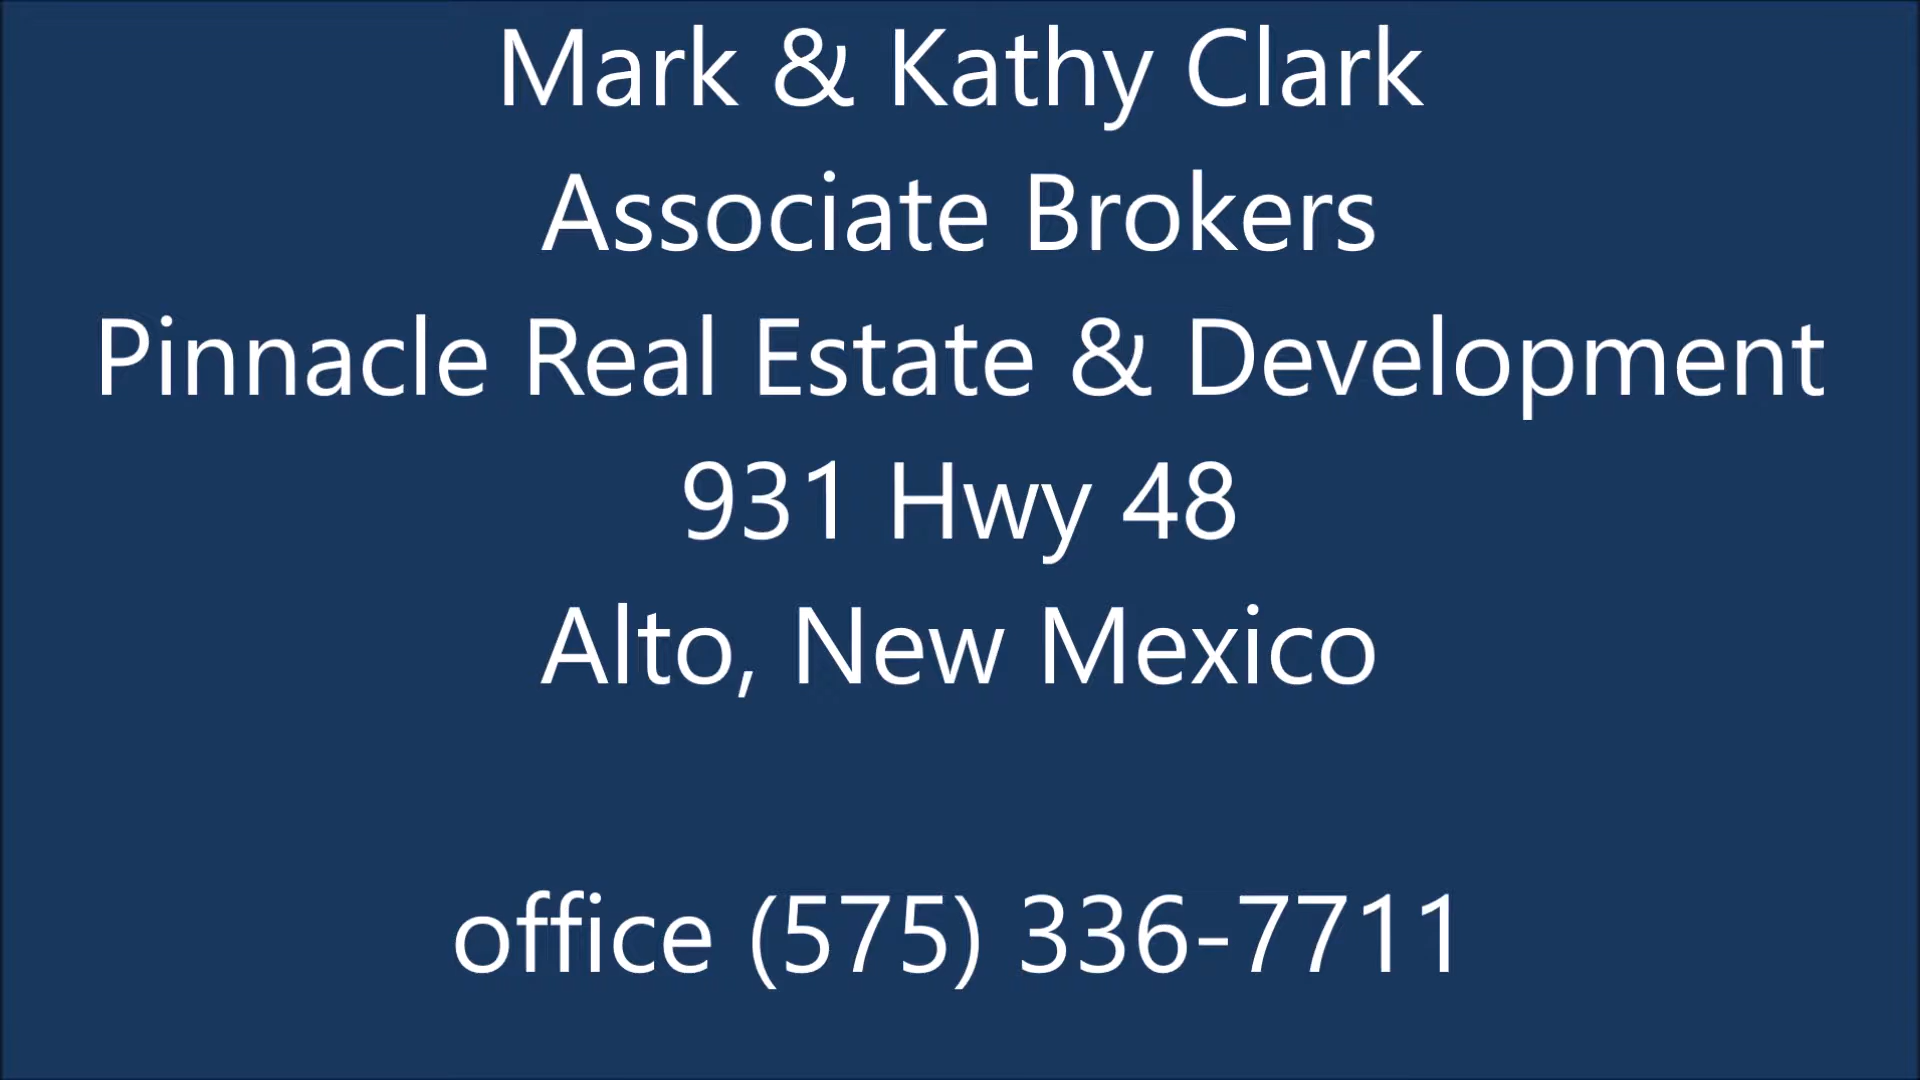 Mark & Kathy Clark
Associate Brokers
Pinnacle Real Estate & Development
931 Hwy 48
Alto, New Mexico
office (575) 336-7711